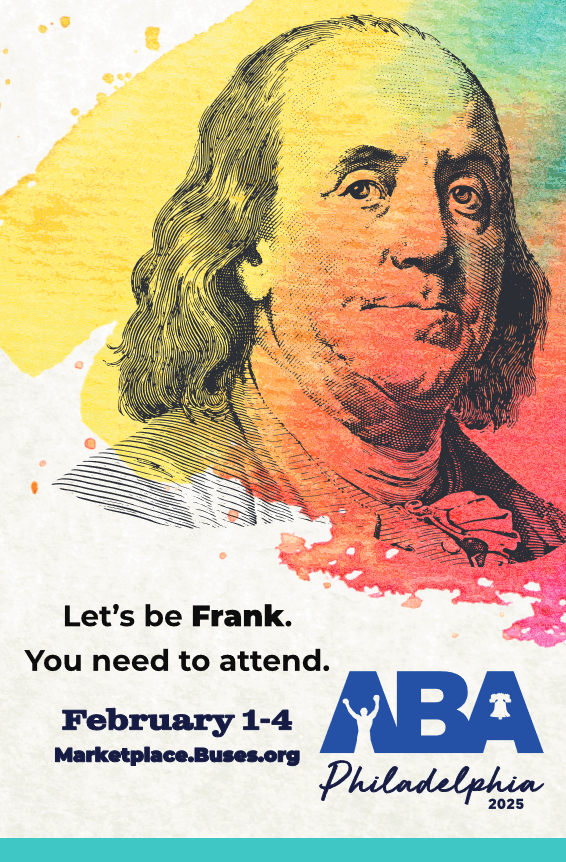 Let’s be Frank.
You need to attend.
February 1-4
Marketplace.Buses.org
ABA
Philadelphia
2025